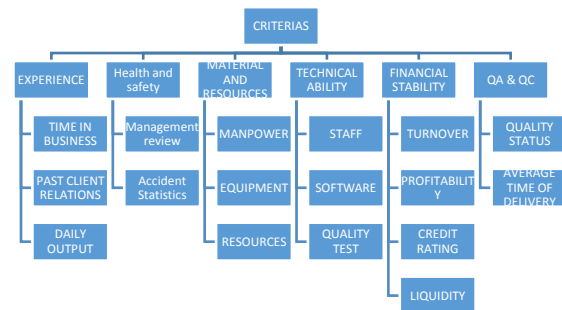 CRITERIAS
EXPERIENCE
TIME IN
BUSINESS
PAST CLIENT
RELATIONS
DAILY
OUTPUT
Health and
safety
Management
review
Accident
Statistics
MATERIAL
AND
RESOURCES
MANPOWER
EQUIPMENT
RESOURCES
TECHNICAL
ABILITY
STAFF
SOFTWARE
QUALITY
TEST
FINANCIAL
STABILITY
TURNOVER
PROFITABILIT
Y
CREDIT
RATING
LIQUIDITY
QA & QC
QUALITY
STATUS
AVERAGE
TIME OF
DELIVERY